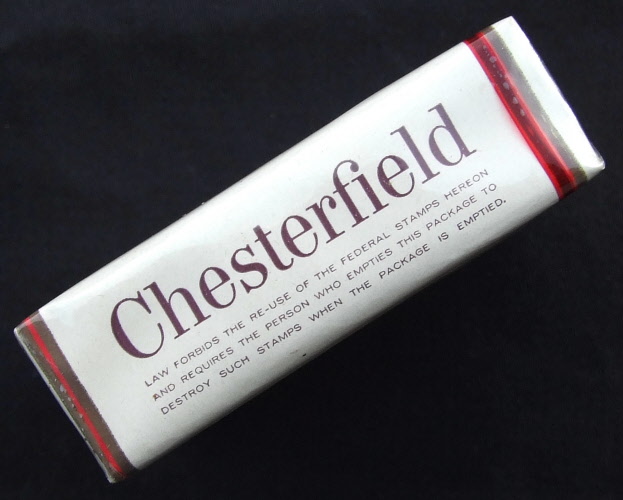 Chesterfield
LAW FORBIDS THE RE-USE OF THE FEDERAL STAMPS HEREON
AND REQUIRES THE PERSON WHO EMPTIES THIS PACKAGE TO
DESTROY SUCH STAMPS WHEN THE PACKAGE IS EMPTIED.